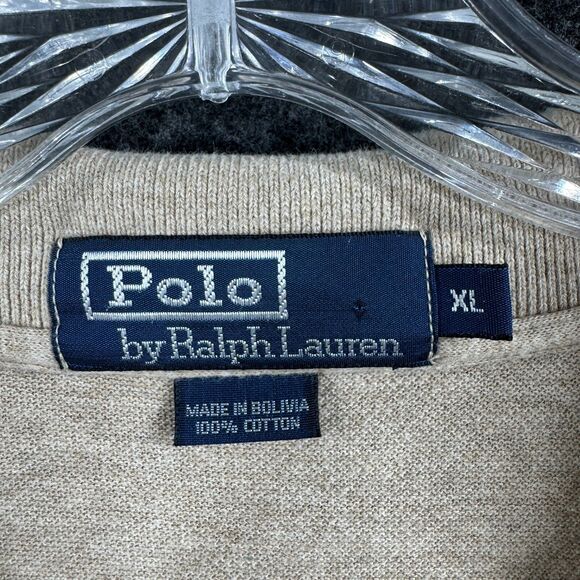 Polo
by Ralph Lauren
XL
MADE IN BOLIVIA
100% COTTON